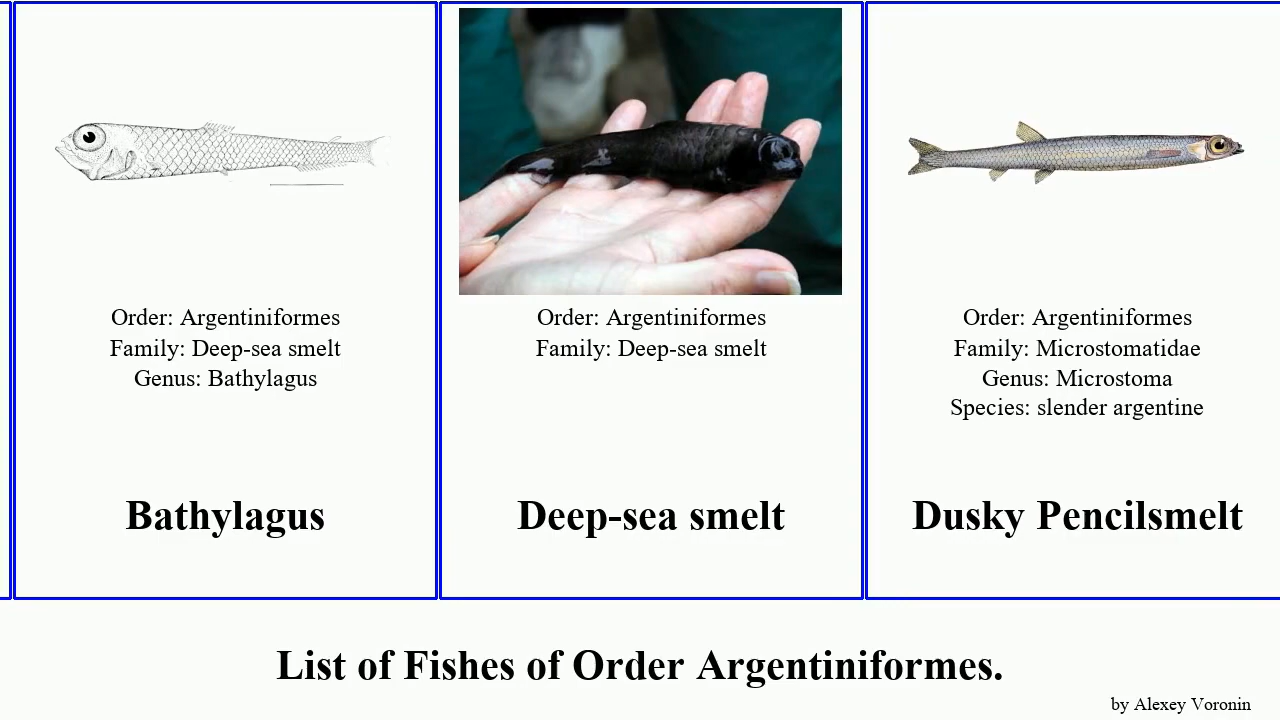 Order: Argentiniformes
Family: Deep-sea smelt
Genus: Bathylagus
Bathylagus
Order: Argentiniformes
Family: Deep-sea smelt
Deep-sea smelt
Order: Argentiniformes
Family: Microstomatidae
Genus: Microstoma
Species: slender argentine
Dusky Pencilsmelt
List of Fishes of Order Argentiniformes.
by Alexey Voronin